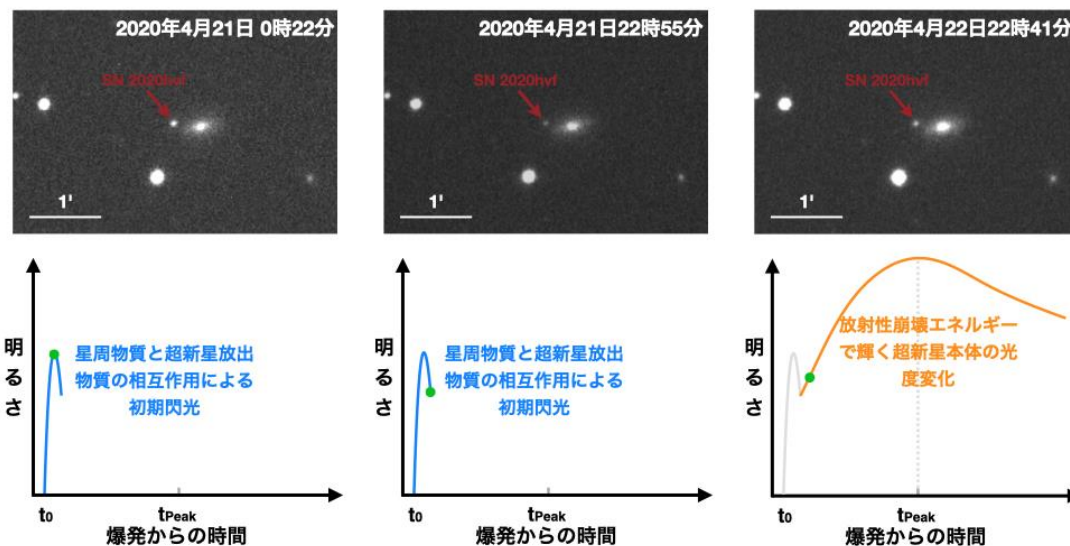 2020年4月21日 0時22分
SN 2020hvf
1'
2020年4月21日22時55分
SN 2020hvf
1'
2020年4月22日22時41分
SN 2020hvf
1'
明るさ
星周物質と超新星放出
物質の相互作用による
初期閃光
t0
tPeak
爆発からの時間
明るさ
星周物質と超新星放出
物質の相互作用による
初期閃光
t0
tPeak
爆発からの時間
明るさ
放射性崩壊エネルギー
で輝く超新星本体の光
度変化
t0
tPeak
爆発からの時間